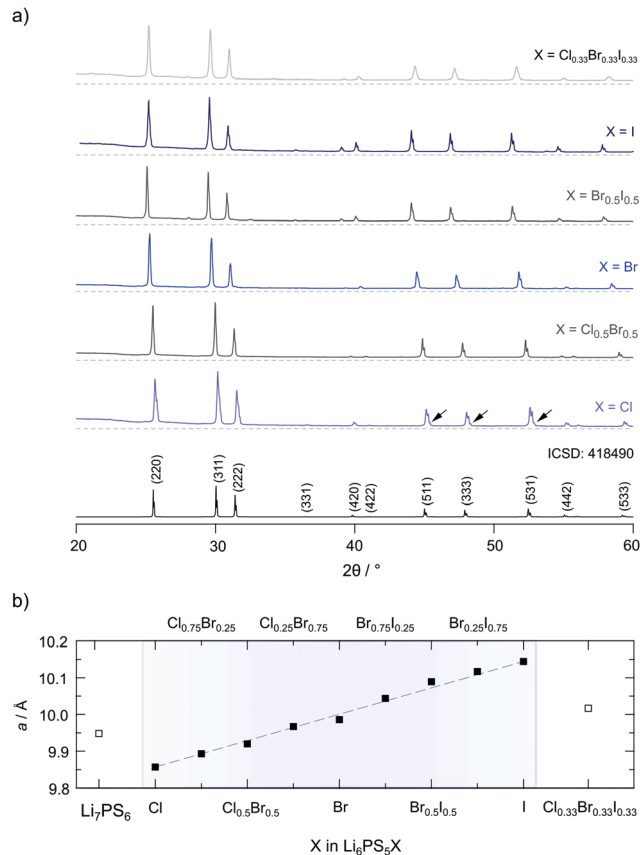 a)
X = Cl0.33Br0.33I0.33
X = I
X = Br0.5I0.5
X = Br
X = Cl0.5Br0.5
X = Cl
ICSD: 418490
(220) (311) (222) (331) (420) (422) (511) (333) (531) (442) (533)
20 30 40 50 60
2θ / °
b)
Cl0.75Br0.25 Cl0.25Br0.75 Br0.75I0.25 Br0.25I0.75
10.2
10.1
10.0
9.9
9.8
a / Å
Li7PS6 Cl Cl0.5Br0.5 Br Br0.5I0.5 I Cl0.33Br0.33I0.33
X in Li6PS5X